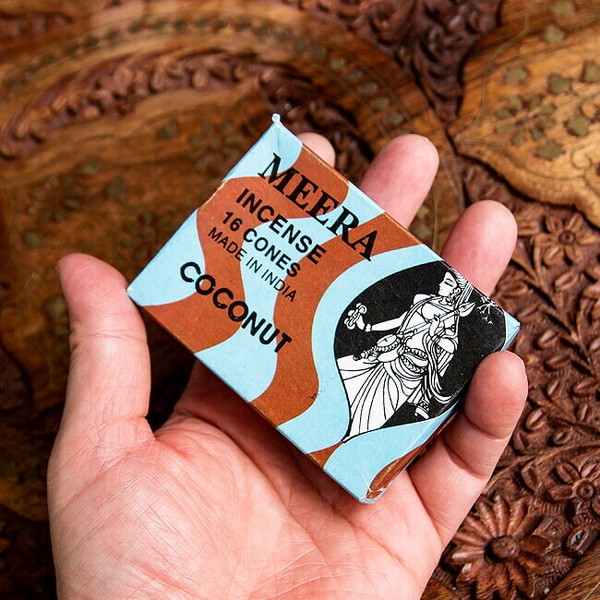 MEERA
INCENSE
16 CONES
MADE IN INDIA
COCONUT